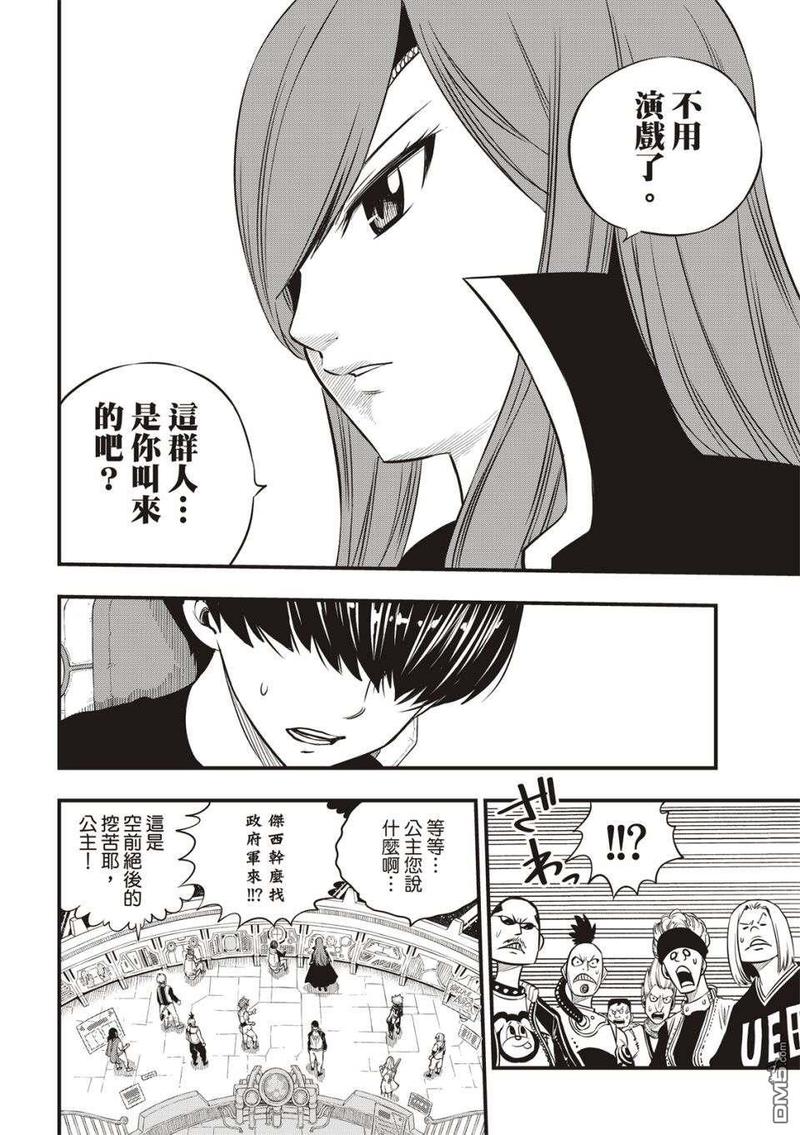 不用
演戲了。
這群人…
是你叫來
的吧？
ざ
わっ
!!?
等等…
公主您說
什麼啊…
傑西幹麼找
政府軍來!!?
這是
空前絕後的
挖苦耶，
公主！
UEB
DM5.com